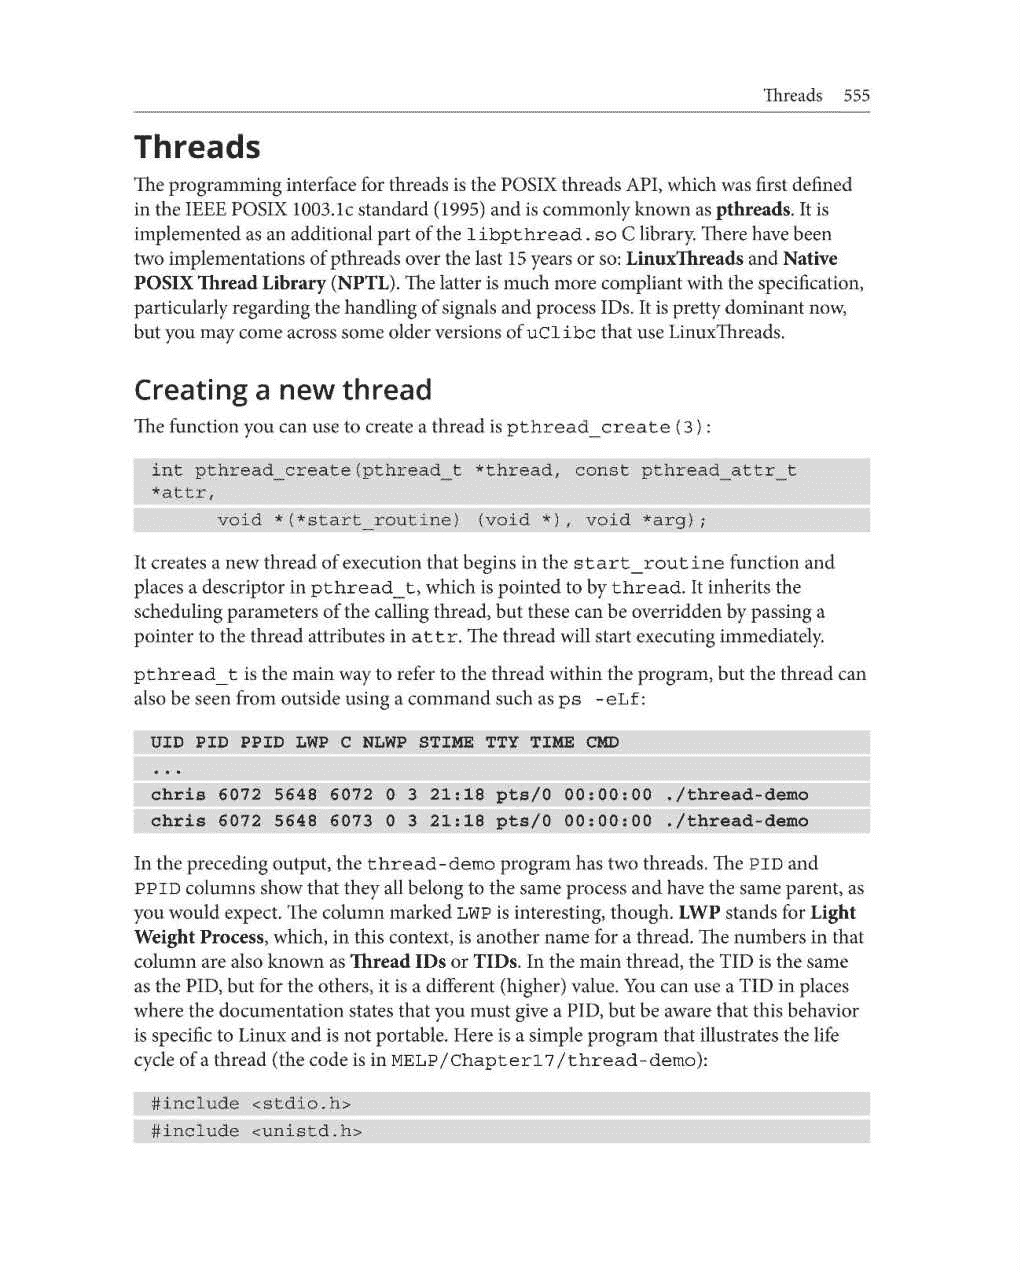 Threads 555
Threads
The programming interface for threads is the POSIX threads API, which was first defined
in the IEEE POSIX 1003.1c standard (1995) and is commonly known as pthreads. It is
implemented as an additional part of the libpthread.so C library. There have been
two implementations of pthreads over the last 15 years or so: LinuxThreads and Native
POSIX Thread Library (NPTL). The latter is much more compliant with the specification,
particularly regarding the handling of signals and process IDs. It is pretty dominant now,
but you may come across some older versions of uClibc that use LinuxThreads.
Creating a new thread
The function you can use to create a thread is pthread_create(3):
int pthread_create(pthread_t *thread, const pthread_attr_t
*attr,
void *(*start_routine) (void *), void *arg);
It creates a new thread of execution that begins in the start_routine function and
places a descriptor in pthread_t, which is pointed to by thread. It inherits the
scheduling parameters of the calling thread, but these can be overridden by passing a
pointer to the thread attributes in attr. The thread will start executing immediately.
pthread_t is the main way to refer to the thread within the program, but the thread can
also be seen from outside using a command such as ps -eLf:
UID PID PPID LWP C NLWP STIME TTY TIME CMD
...
chris 6072 5648 6072 0 3 21:18 pts/0 00:00:00 ./thread-demo
chris 6072 5648 6073 0 3 21:18 pts/0 00:00:00 ./thread-demo
In the preceding output, the thread-demo program has two threads. The PID and
PPID columns show that they all belong to the same process and have the same parent, as
you would expect. The column marked LWP is interesting, though. LWP stands for Light
Weight Process, which, in this context, is another name for a thread. The numbers in that
column are also known as Thread IDs or TIDs. In the main thread, the TID is the same
as the PID, but for the others, it is a different (higher) value. You can use a TID in places
where the documentation states that you must give a PID, but be aware that this behavior
is specific to Linux and is not portable. Here is a simple program that illustrates the life
cycle of a thread (the code is in MELP/Chapter17/thread-demo):
#include <stdio.h>
#include <unistd.h>